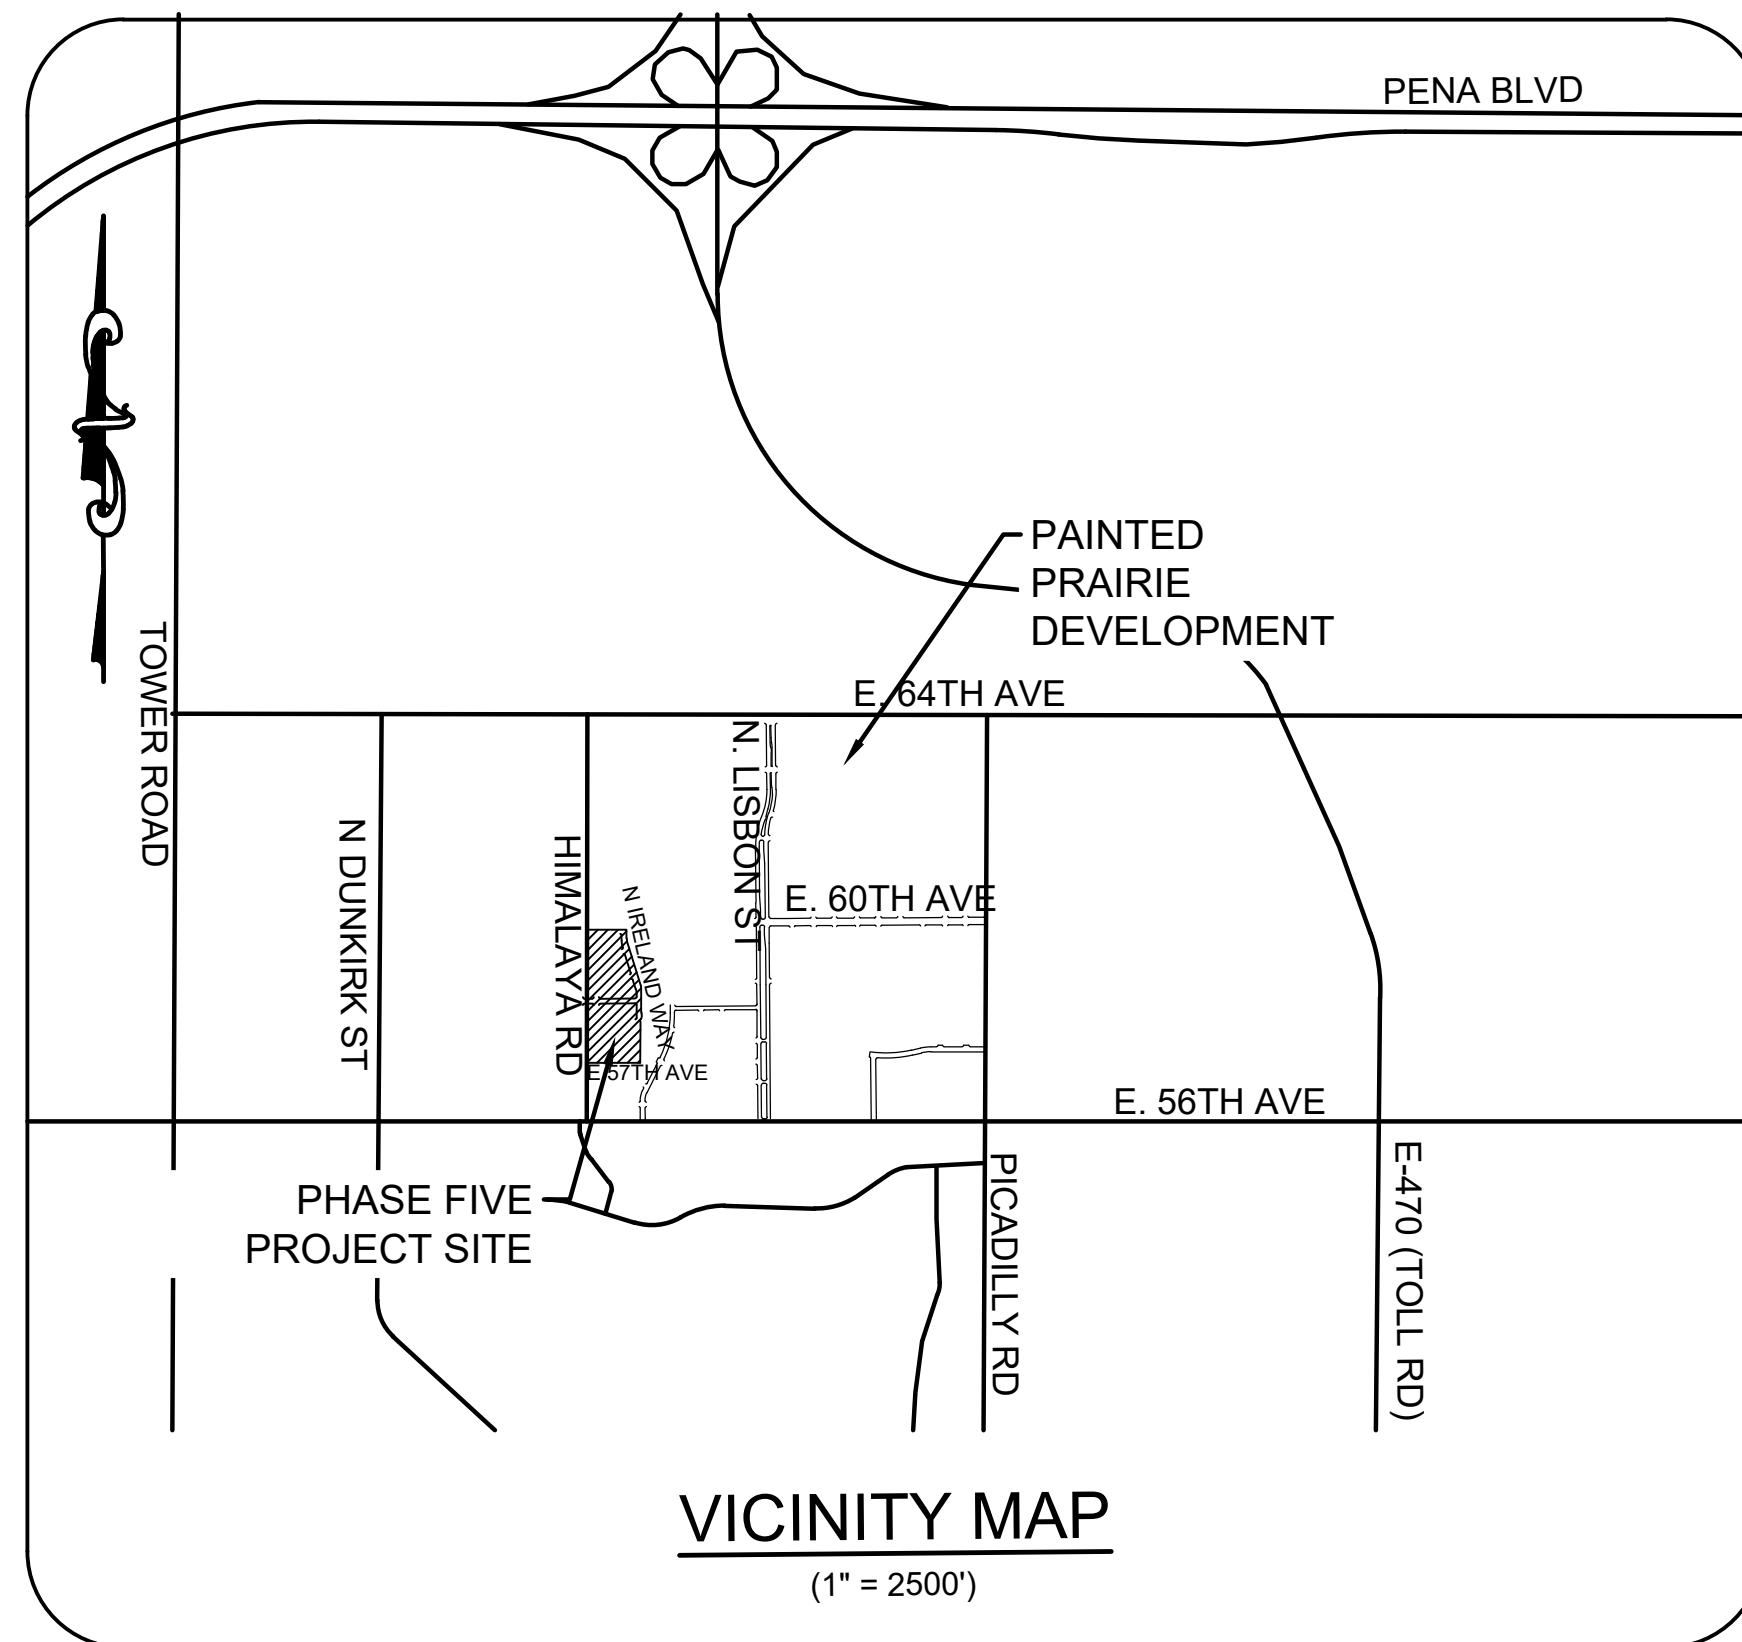 PENA BLVD
PAINTED
PRAIRIE
DEVELOPMENT
TOWER ROAD
E. 64TH AVE
N. LISBON ST
N DUNKIRK ST
HIMALAYA RD
N IRELAND WAY
E. 60TH AVE
E 57TH AVE
E. 56TH AVE
PHASE FIVE
PROJECT SITE
PICADILLY RD
E-470 (TOLL RD)
VICINITY MAP
(1" = 2500')